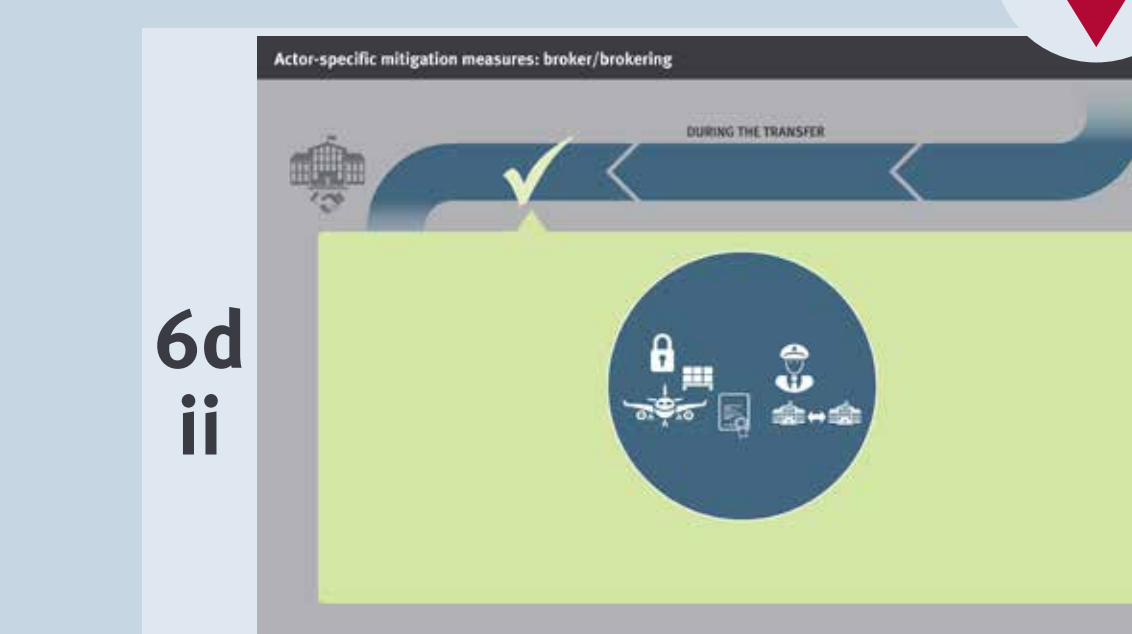 Actor-specific mitigation measures: broker/brokering
DURING THE TRANSFER
6d
ii